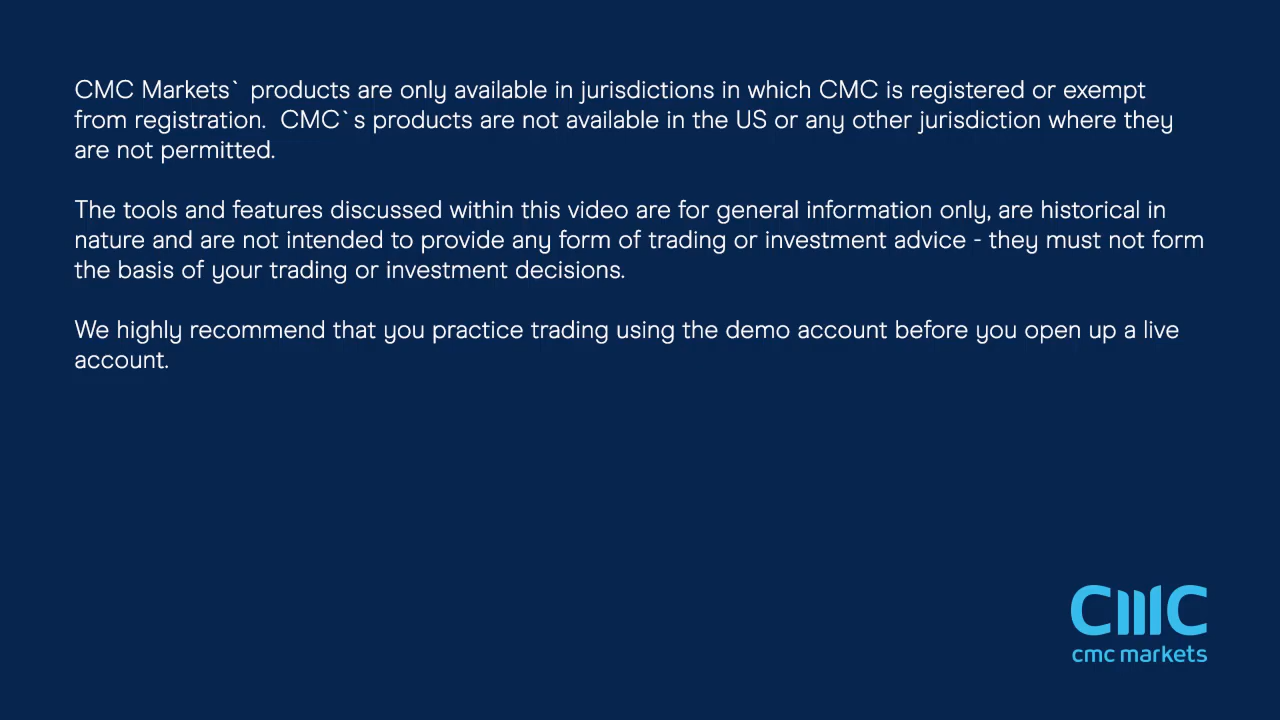 CMC Markets` products are only available in jurisdictions in which CMC is registered or exempt
from registration.  CMC`s products are not available in the US or any other jurisdiction where they
are not permitted.
The tools and features discussed within this video are for general information only, are historical in
nature and are not intended to provide any form of trading or investment advice - they must not form
the basis of your trading or investment decisions.
We highly recommend that you practice trading using the demo account before you open up a live
account.
CMC
cmc markets